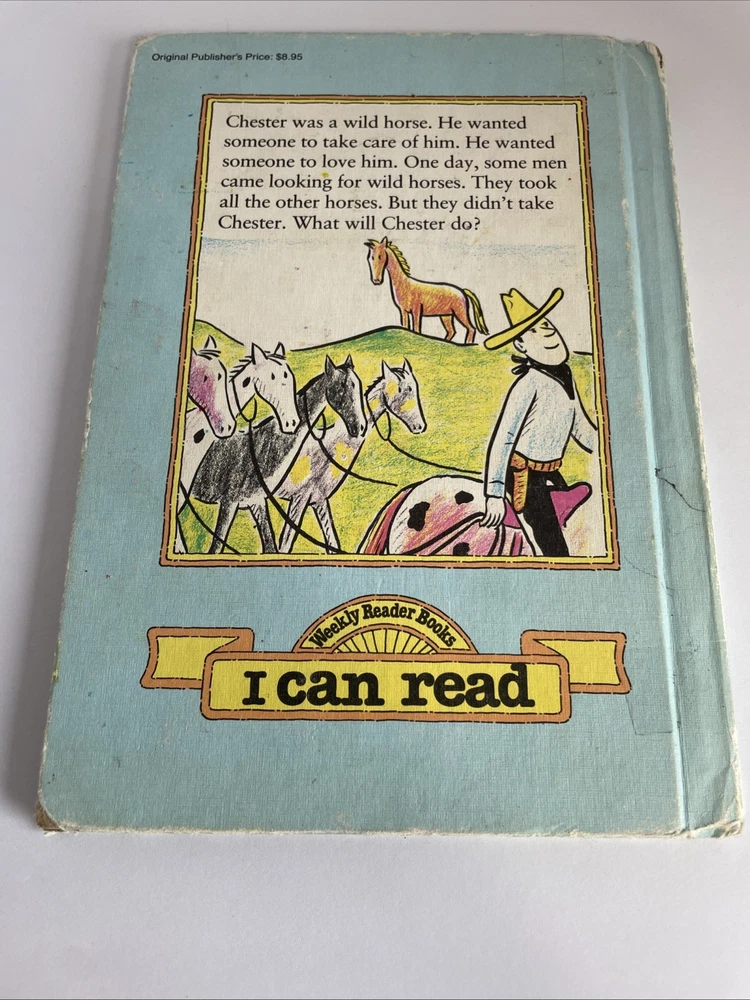 Original Publisher's Price: $8.95
Chester was a wild horse. He wanted
someone to take care of him. He wanted
someone to love him. One day, some men
came looking for wild horses. They took
all the other horses. But they didn't take
Chester. What will Chester do?
Weekly Reader Books
I can read